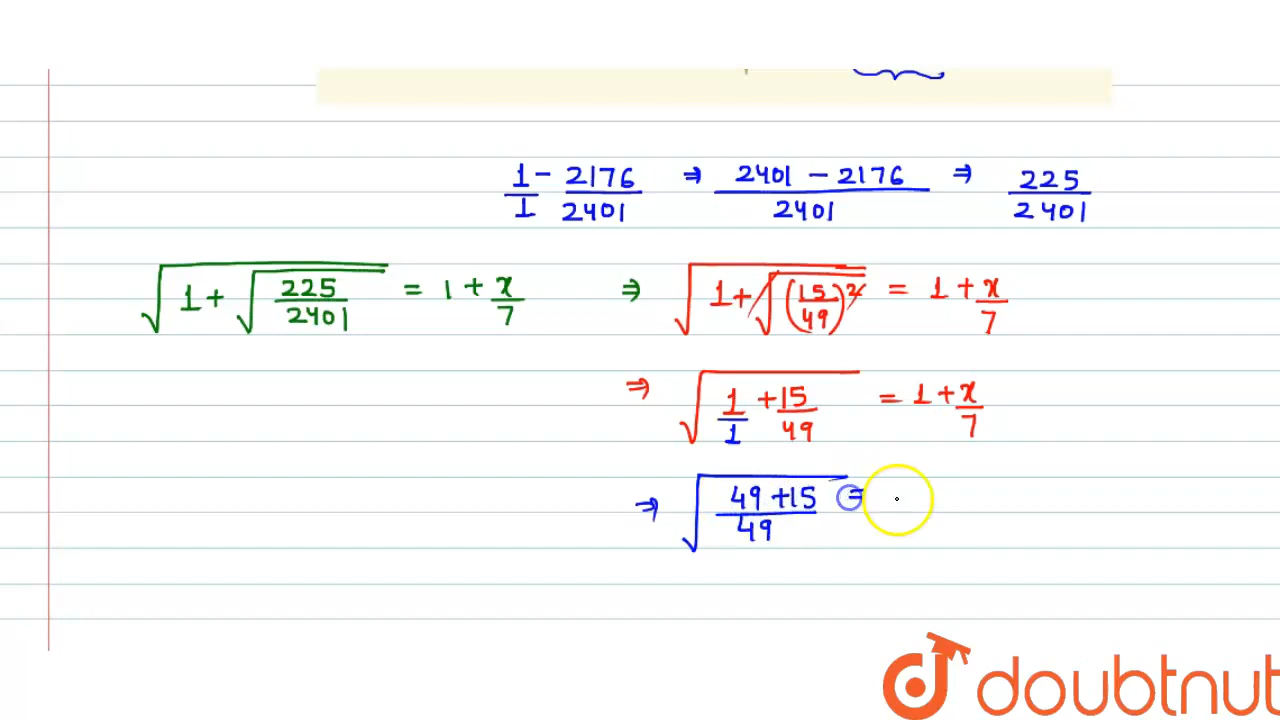 1/1 - 2176/2401 ⇒ (2401 - 2176)/2401 ⇒ 225/2401
√(1 + √(225/2401)) = 1 + x/7 ⇒ √(1 + √((15/49)²)) = 1 + x/7
⇒ √(1/1 + 15/49) = 1 + x/7
⇒ √((49 + 15)/49) =
doubtnut